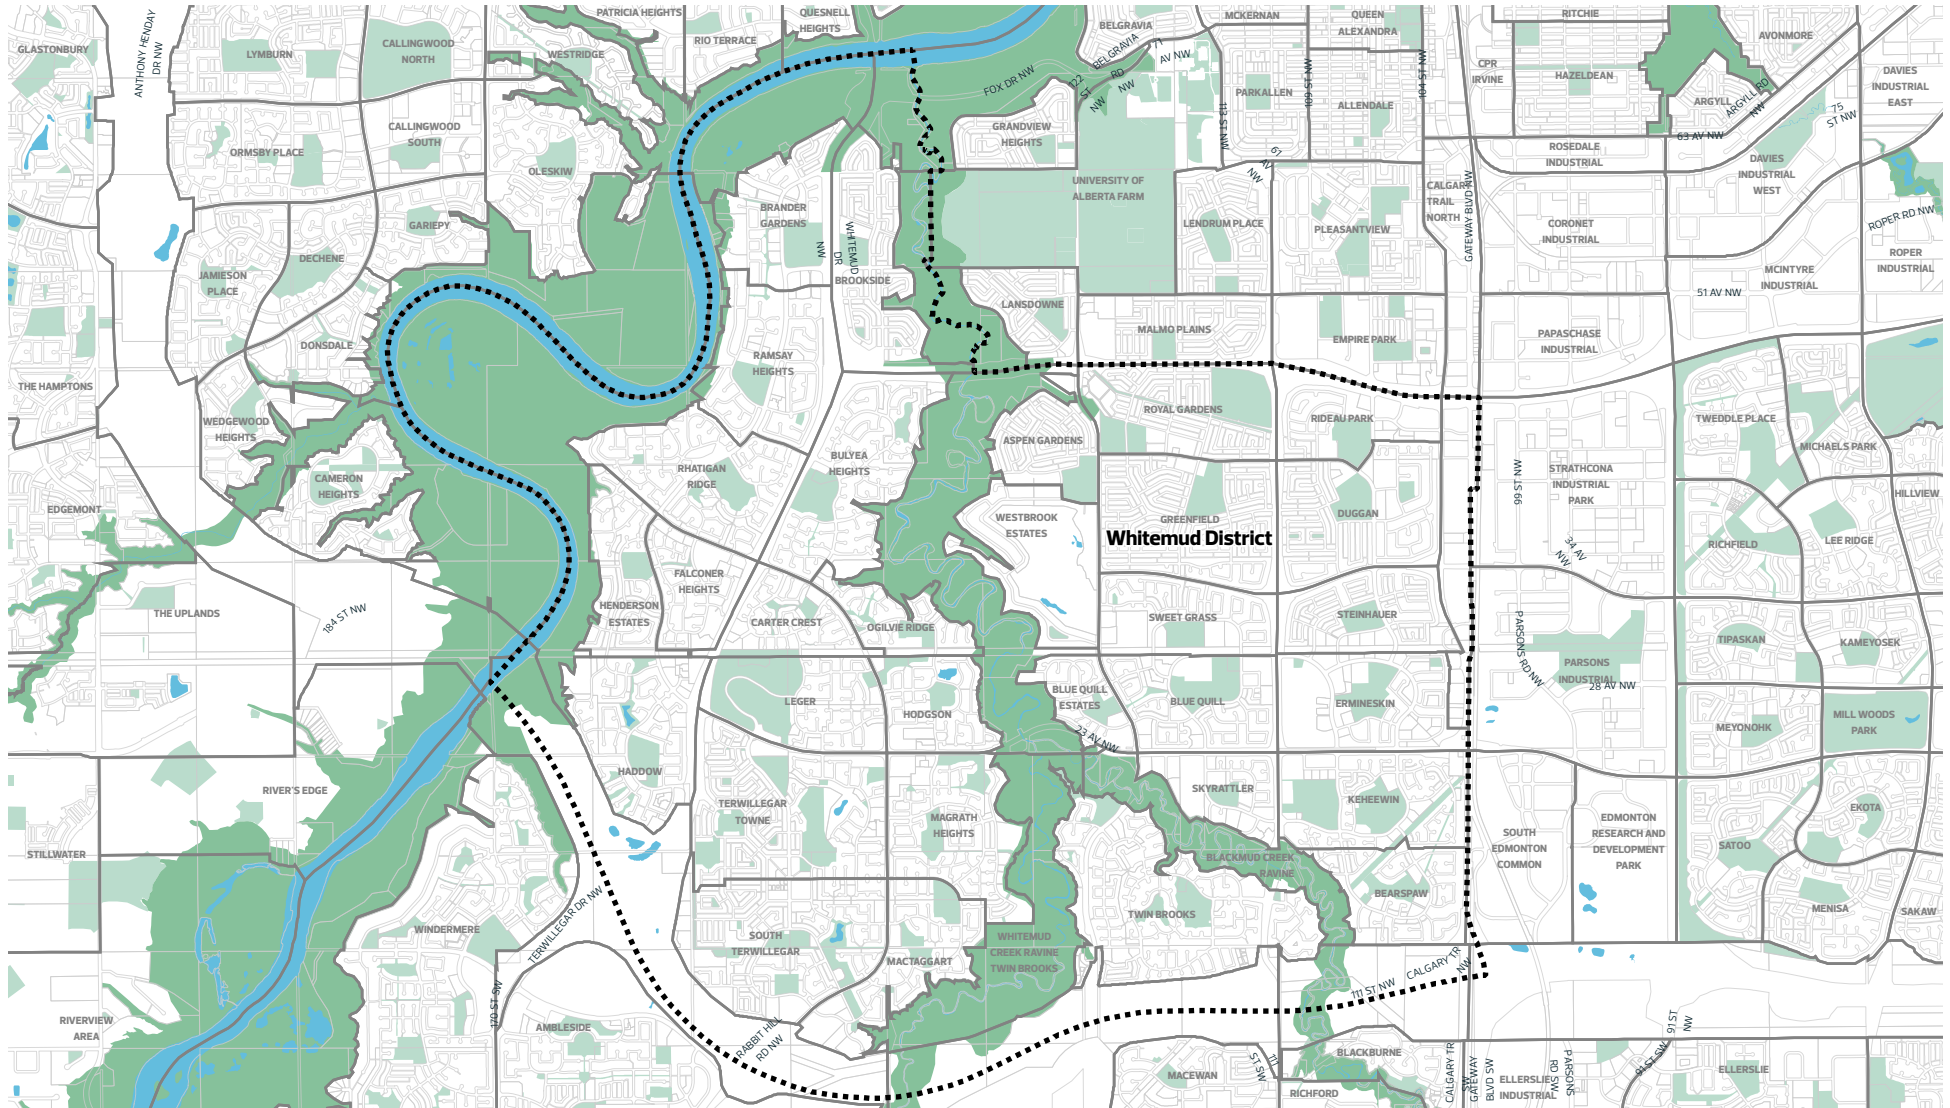 PATRICIA HEIGHTS
QUESNELL
HEIGHTS
BELGRAVIA
MCKERNAN
QUEEN
ALEXANDRA
RITCHIE
AVONMORE
GLASTONBURY
ANTHONY HENDAY
DR NW
LYMBURN
CALLINGWOOD
NORTH
WESTRIDGE
RIO TERRACE
FOX DR NW
BELGRAVIA
RD
NW
71
AV NW
122
ST
NW
PARKALLEN
109 ST NW
ALLENDALE
104 ST NW
CPR
IRVINE
HAZELDEAN
ARGYLL
ARGYLL RD
NW
DAVIES
INDUSTRIAL
EAST
75
ST NW
63 AV NW
ORMSBY PLACE
CALLINGWOOD
SOUTH
OLESKIW
GRANDVIEW
HEIGHTS
113 ST NW
61
AV
NW
ROSEDALE
INDUSTRIAL
DAVIES
INDUSTRIAL
WEST
UNIVERSITY OF
ALBERTA FARM
CALGARY
TRAIL
NORTH
GATEWAY BLVD NW
GARIEPY
BRANDER
GARDENS
WHITEMUD
DR
NW
LENDRUM PLACE
PLEASANTVIEW
CORONET
INDUSTRIAL
ROPER RD NW
ROPER
INDUSTRIAL
DECHENE
JAMIESON
PLACE
BROOKSIDE
MCINTYRE
INDUSTRIAL
51 AV NW
LANSDOWNE
MALMO PLAINS
EMPIRE PARK
PAPASCHASE
INDUSTRIAL
DONSDALE
RAMSAY
HEIGHTS
THE HAMPTONS
WEDGEWOOD
HEIGHTS
ROYAL GARDENS
RIDEAU PARK
TWEDDLE PLACE
MICHAELS PARK
ASPEN GARDENS
BULYEA
HEIGHTS
RHATIGAN
RIDGE
CAMERON
HEIGHTS
99 ST NW
STRATHCONA
INDUSTRIAL
PARK
HILLVIEW
EDGEMONT
WESTBROOK
ESTATES
GREENFIELD
DUGGAN
Whitemud District
34 AV
NW
RICHFIELD
LEE RIDGE
FALCONER
HEIGHTS
HENDERSON
ESTATES
THE UPLANDS
184 ST NW
CARTER CREST
OGILVIE RIDGE
SWEET GRASS
STEINHAUER
PARSONS RD NW
TIPASKAN
KAMEYOSEK
PARSONS
INDUSTRIAL
28 AV NW
LEGER
HODGSON
BLUE QUILL
ESTATES
BLUE QUILL
ERMINESKIN
23 AV NW
MEYONOHK
MILL WOODS
PARK
HADDOW
RIVER'S EDGE
TERWILLEGAR
TOWNE
MAGRATH
HEIGHTS
SKYRATTLER
KEHEEWIN
EKOTA
SOUTH
EDMONTON
COMMON
EDMONTON
RESEARCH AND
DEVELOPMENT
PARK
SATOO
STILLWATER
BLACKMUD CREEK
RAVINE
BEARSPAW
TERWILLEGAR DR NW
WINDERMERE
TWIN BROOKS
MENISA
SAKAW
SOUTH
TERWILLEGAR
MACTAGGART
WHITEMUD
CREEK RAVINE
TWIN BROOKS
CALGARY TR
NW
111 ST NW
170 ST SW
RIVERVIEW
AREA
AMBLESIDE
RABBIT HILL
RD NW
91 ST
NW
91 ST SW
MACEWAN
111
ST SW
BLACKBURNE
RICHFORD
CALGARY TR
SW
GATEWAY
BLVD SW
ELLERSLIE
INDUSTRIAL
PARSONS
RD SW
ELLERSLIE